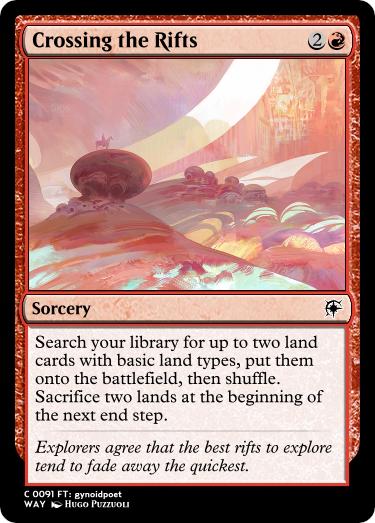 Crossing the Rifts 2
Sorcery
Search your library for up to two land
cards with basic land types, put them
onto the battlefield, then shuffle.
Sacrifice two lands at the beginning of
the next end step.
Explorers agree that the best rifts to explore
tend to fade away the quickest.
C 0091 FT: gynoidpoet
WAY Hugo Puzzuoli